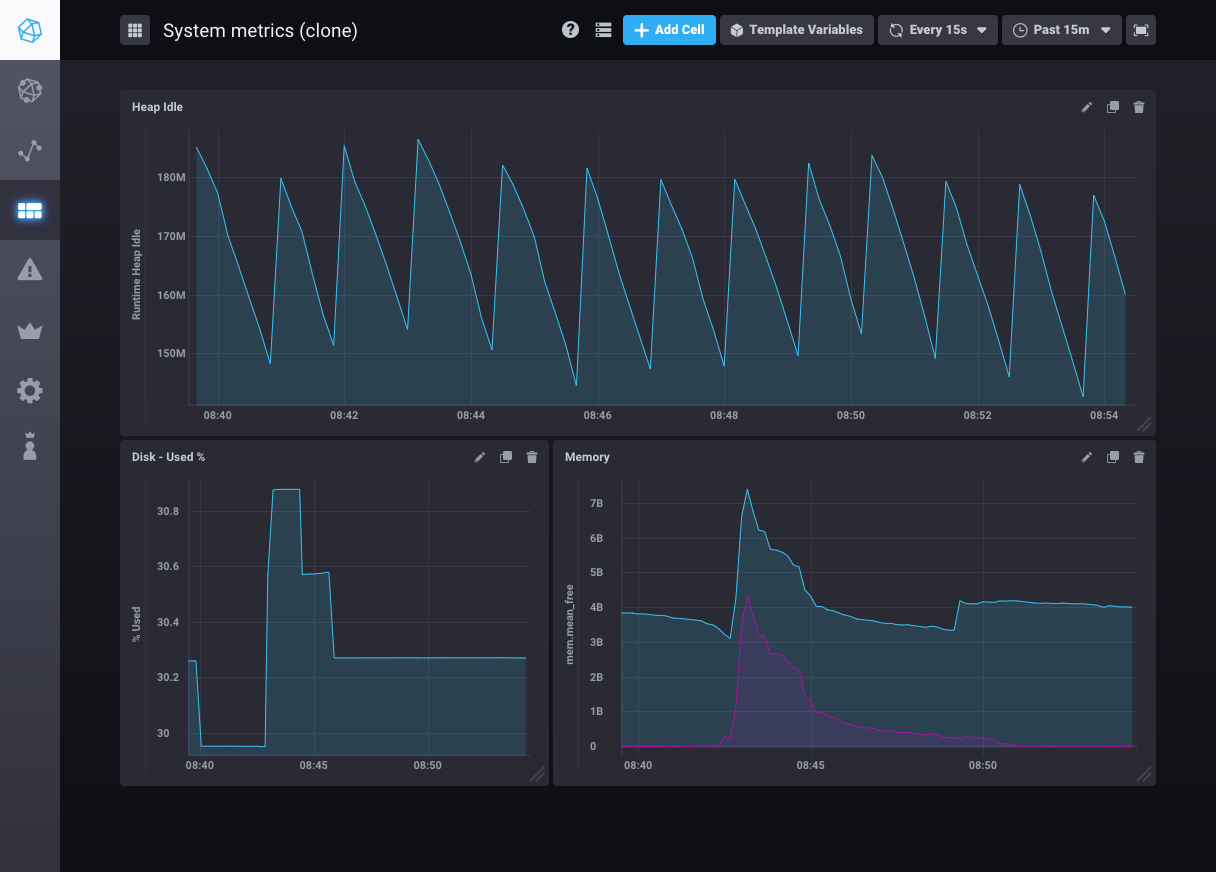 System metrics (clone)
?
Add Cell
Template Variables
Every 15s
Past 15m
Heap Idle
Runtime Heap Idle
180M
170M
160M
150M
08:40 08:42 08:44 08:46 08:48 08:50 08:52 08:54
Disk - Used %
% Used
30.8
30.6
30.4
30.2
30
08:40 08:45 08:50
Memory
mem.mean_free
7B
6B
5B
4B
3B
2B
1B
0
08:40 08:45 08:50